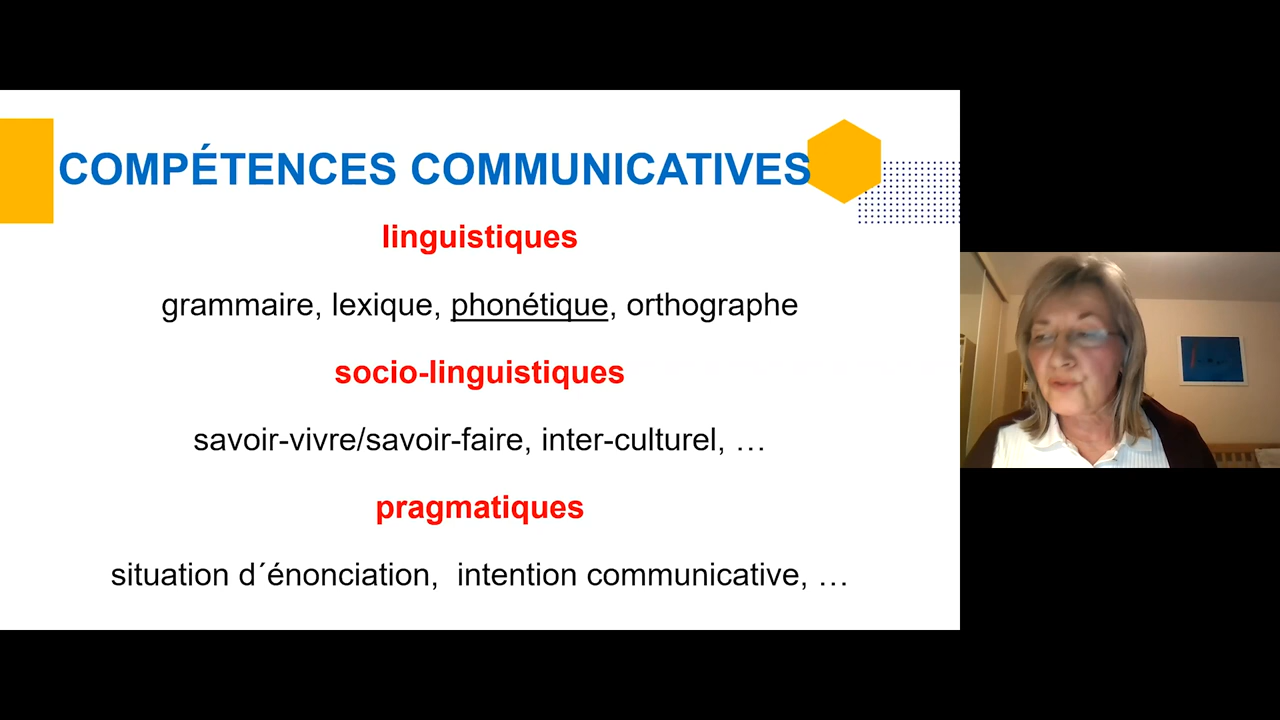 COMPÉTENCES COMMUNICATIVES
linguistiques
grammaire, lexique, phonétique, orthographe
socio-linguistiques
savoir-vivre/savoir-faire, inter-culturel, …
pragmatiques
situation d´énonciation,  intention communicative, …